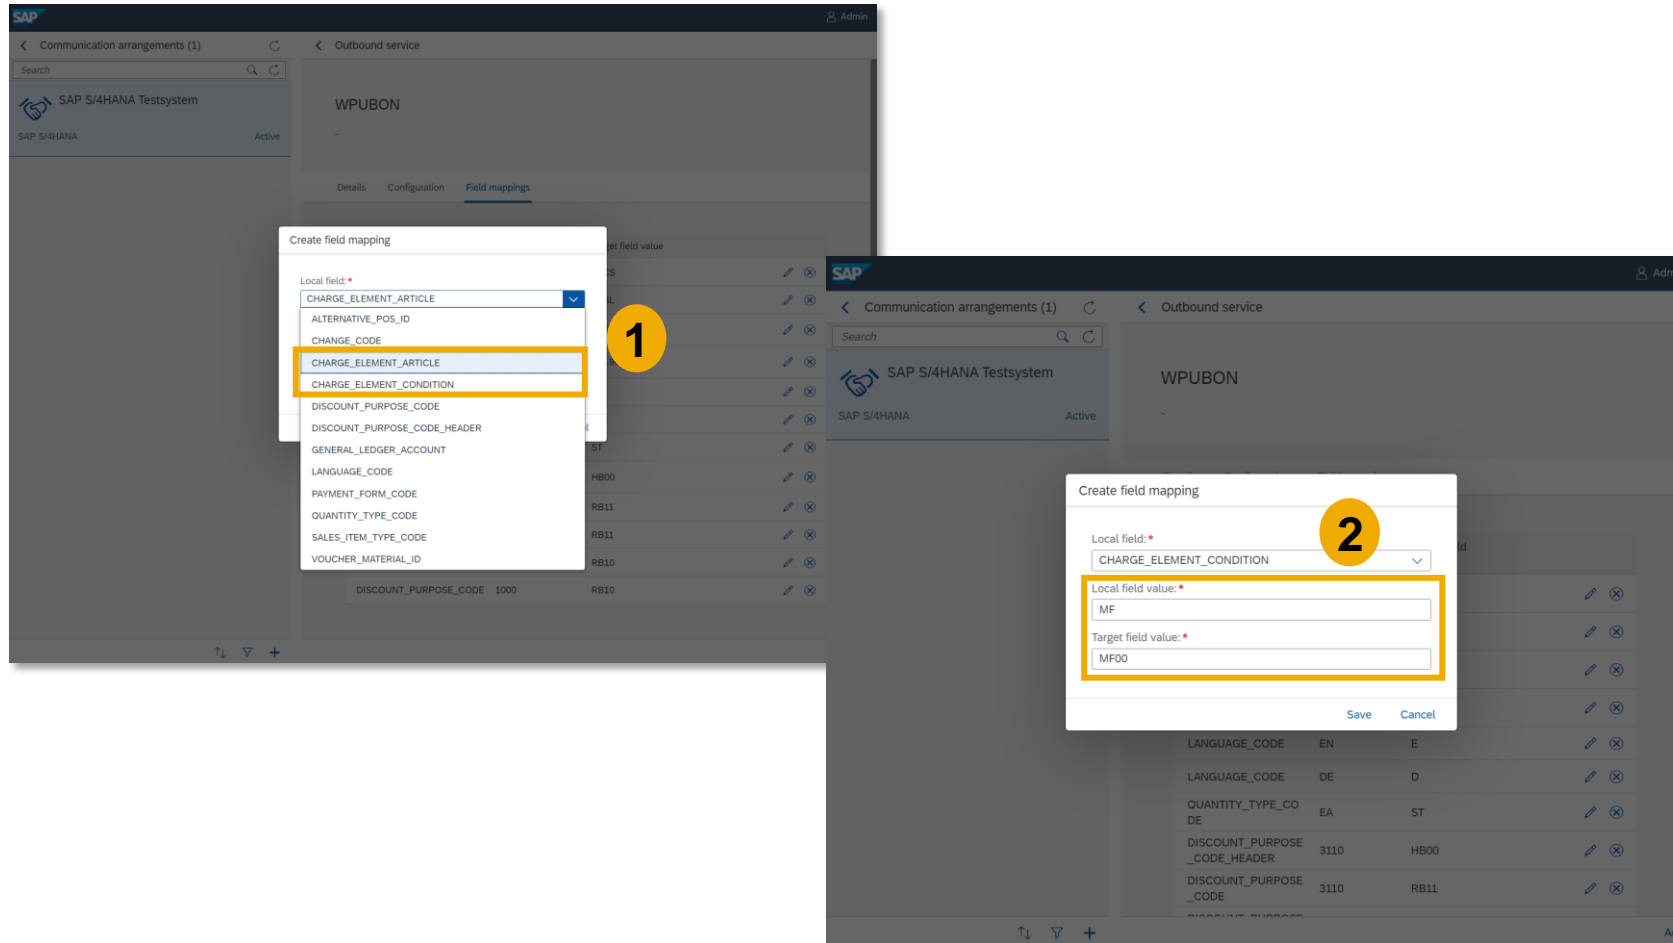 SAP
Admin
Communication arrangements (1)
Outbound service
Search
SAP S/4HANA Testsystem
SAP S/4HANA
Active
WPUBON
-
Details Configuration Field mappings
Create field mapping
get field value
Local field:*
CHARGE_ELEMENT_ARTICLE
ALTERNATIVE_POS_ID
CHANGE_CODE
CHARGE_ELEMENT_ARTICLE
CHARGE_ELEMENT_CONDITION
DISCOUNT_PURPOSE_CODE
DISCOUNT_PURPOSE_CODE_HEADER
GENERAL_LEDGER_ACCOUNT
LANGUAGE_CODE
PAYMENT_FORM_CODE
QUANTITY_TYPE_CODE
SALES_ITEM_TYPE_CODE
VOUCHER_MATERIAL_ID
1
ST
HB00
RB11
RB11
RB10
DISCOUNT_PURPOSE_CODE 1000 RB10
SAP
Adm
Communication arrangements (1)
Outbound service
Search
SAP S/4HANA Testsystem
SAP S/4HANA
Active
WPUBON
-
Create field mapping
2
Local field:*
CHARGE_ELEMENT_CONDITION
Local field value:*
MF
Target field value:*
MF00
Save Cancel
LANGUAGE_CODE EN E
LANGUAGE_CODE DE D
QUANTITY_TYPE_CO
DE EA ST
DISCOUNT_PURPOSE
_CODE_HEADER 3110 HB00
DISCOUNT_PURPOSE
_CODE 3110 RB11